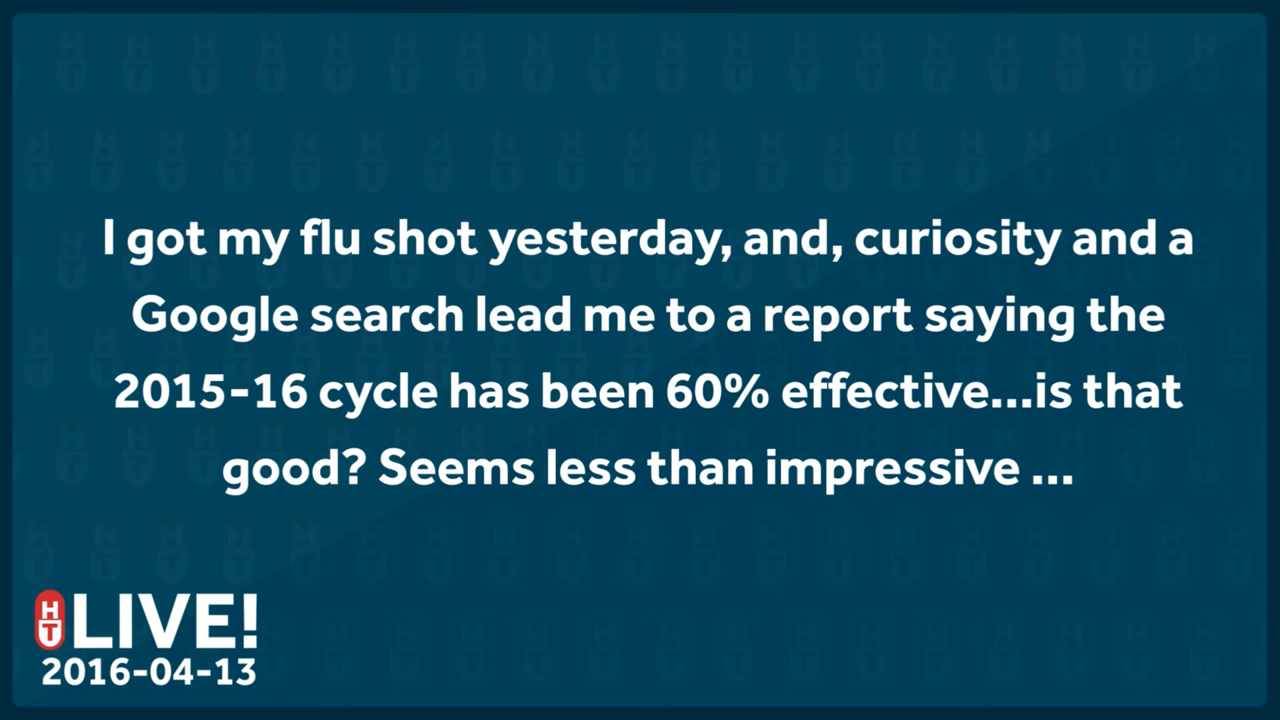 I got my flu shot yesterday, and, curiosity and a
Google search lead me to a report saying the
2015-16 cycle has been 60% effective...is that
good? Seems less than impressive ...
HT LIVE!
2016-04-13